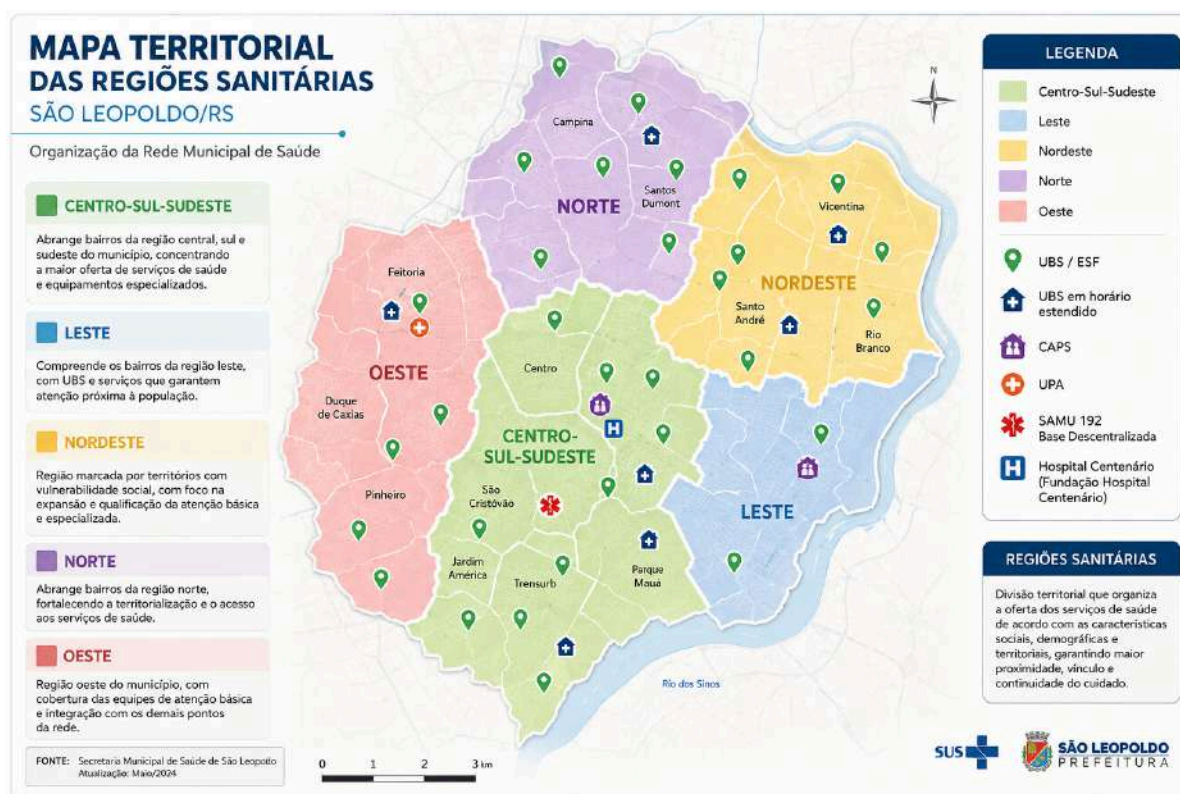 MAPA TERRITORIAL
DAS REGIÕES SANITÁRIAS
SÃO LEOPOLDO/RS
Organização da Rede Municipal de Saúde
CENTRO-SUL-SUDESTE
Abrange bairros da região central, sul e
sudeste do município, concentrando
a maior oferta de serviços de saúde
e equipamentos especializados.
LESTE
Compreende os bairros da região leste,
com UBS e serviços que garantem
atenção próxima à população.
NORDESTE
Região marcada por territórios com
vulnerabilidade social, com foco na
expansão e qualificação da atenção básica
e especializada.
NORTE
Abrange bairros da região norte,
fortalecendo a territorialização e o acesso
aos serviços de saúde.
OESTE
Região oeste do município, com
cobertura das equipes de atenção básica
e integração com os demais pontos
da rede.
FONTE: Secretaria Municipal de Saúde de São Leopoldo
Atualização: Maio/2024
Campina
Santos
Dumont
NORTE
Vicentina
NORDESTE
Santo
André
Rio
Branco
Feitoria
OESTE
Duque
de Caxias
Pinheiro
Centro
H
CENTRO-
SUL-SUDESTE
São
Cristóvão
Jardim
América
Trensurb
Parque
Mauá
LESTE
Rio dos Sinos
0 1 2 3 km
N
LEGENDA
Centro-Sul-Sudeste
Leste
Nordeste
Norte
Oeste
UBS / ESF
UBS em horário
estendido
CAPS
UPA
SAMU 192
Base Descentralizada
H Hospital Centenário
(Fundação Hospital
Centenário)
REGIÕES SANITÁRIAS
Divisão territorial que organiza
a oferta dos serviços de saúde
de acordo com as características
sociais, demográficas e
territoriais, garantindo maior
proximidade, vínculo e
continuidade do cuidado.
SUS
SÃO LEOPOLDO
PREFEITURA